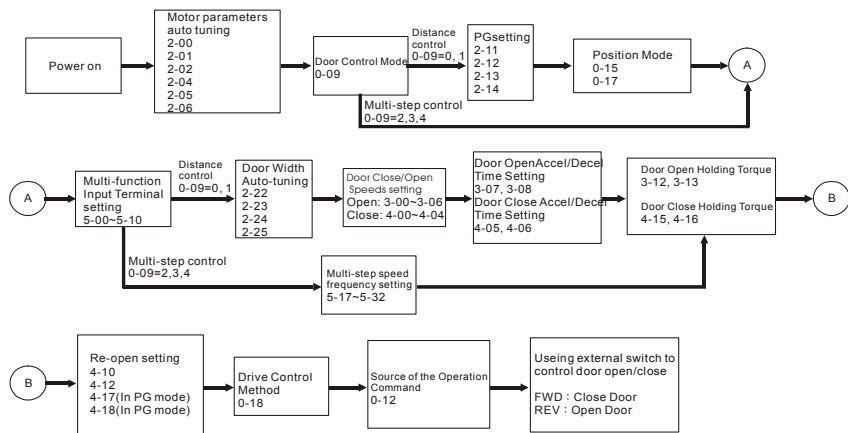 Power on
Motor parameters
auto tuning
2-00
2-01
2-02
2-04
2-05
2-06
Door Control Mode
0-09
Distance
control
0-09=0, 1
PGsetting
2-11
2-12
2-13
2-14
Position Mode
0-15
0-17
A
Multi-step control
0-09=2,3,4
A
Multi-function
Input Terminal
setting
5-00~5-10
Distance
control
0-09=0, 1
Door Width
Auto-tuning
2-22
2-23
2-24
2-25
Door Close/Open
Speeds setting
Open: 3-00~3-06
Close: 4-00~4-04
Door OpenAccel/Decel
Time Setting
3-07, 3-08
Door Close Accel/Decel
Time Setting
4-05, 4-06
Door Open Holding Torque
3-12, 3-13
Door Close Holding Torque
4-15, 4-16
B
Multi-step control
0-09=2,3,4
Multi-step speed
frequency setting
5-17~5-32
B
Re-open setting
4-10
4-12
4-17(In PG mode)
4-18(In PG mode)
Drive Control
Method
0-18
Source of the Operation
Command
0-12
Useing external switch to
control door open/close
FWD : Close Door
REV : Open Door